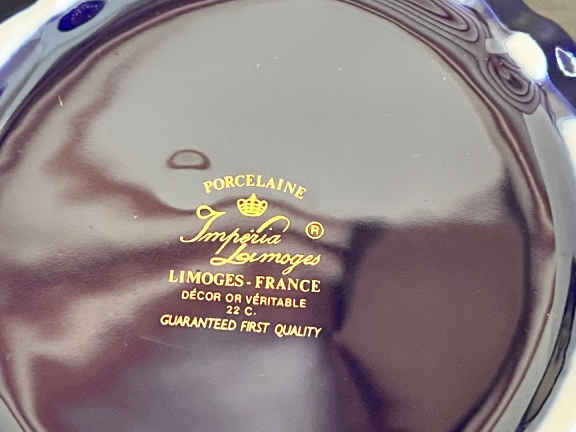 PORCELAINE
Impéria
Limoges ®
LIMOGES - FRANCE
DÉCOR OR VÉRITABLE
22 C.
GUARANTEED FIRST QUALITY